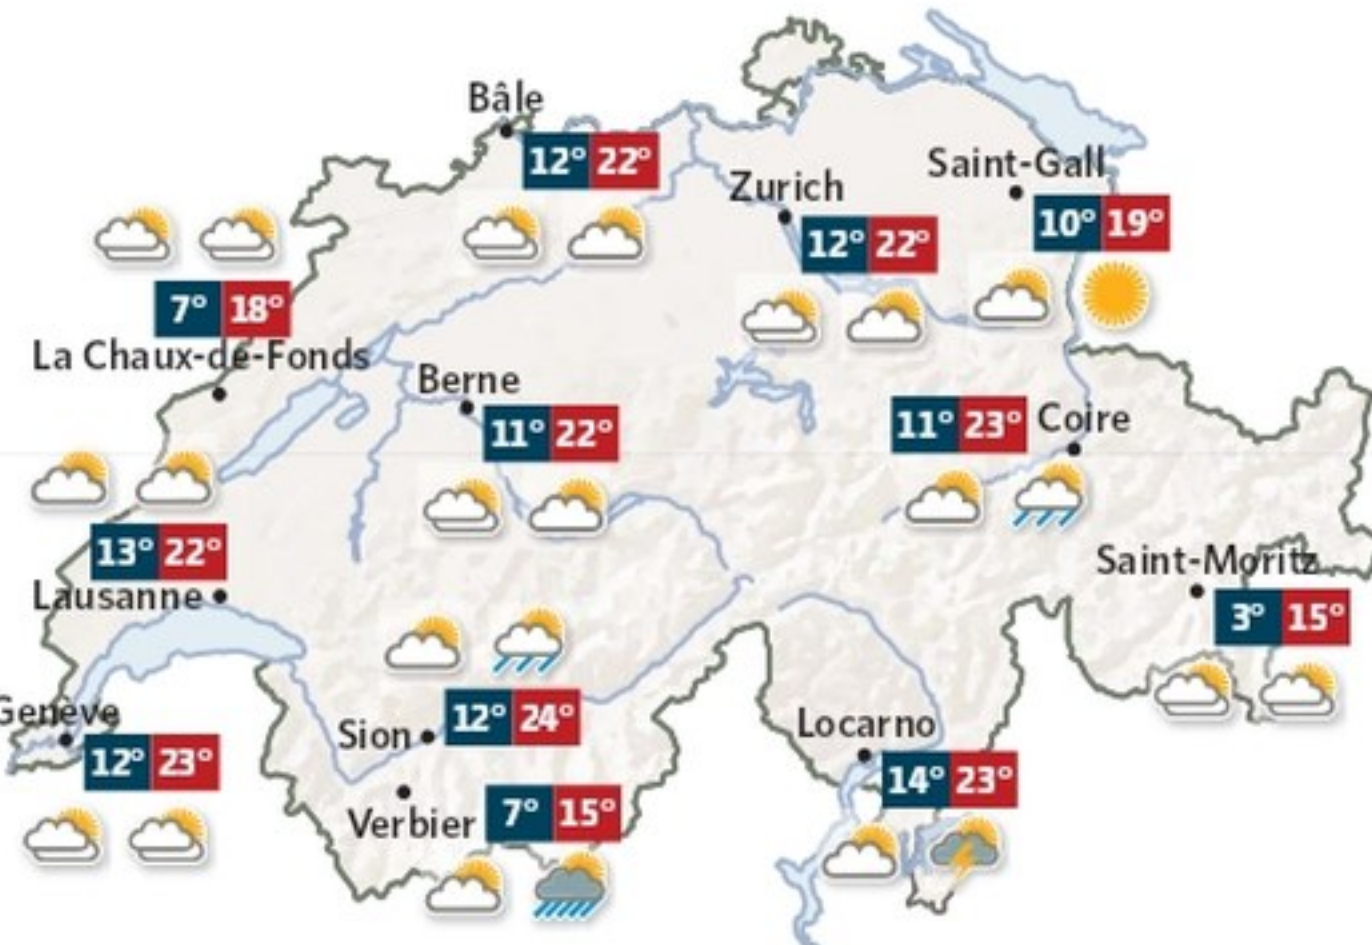 Bâle
12° 22°
Saint-Gall
Zurich
10° 19°
12° 22°
7° 18°
La Chaux-de-Fonds
Berne
11° 22°
11° 23° Coire
13° 22°
Lausanne
Saint-Moritz
3° 15°
Genève
12° 23°
Sion 12° 24°
Locarno
14° 23°
Verbier 7° 15°